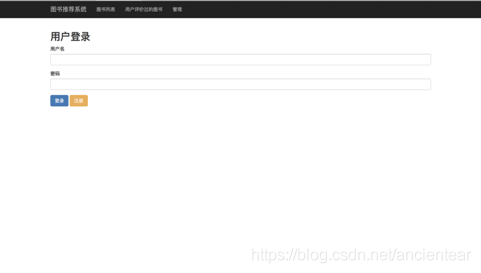 图书推荐系统 图书列表 用户评价过的图书 管理
用户登录
用户名
密码
登录 注册
https://blog.csdn.net/ancientear